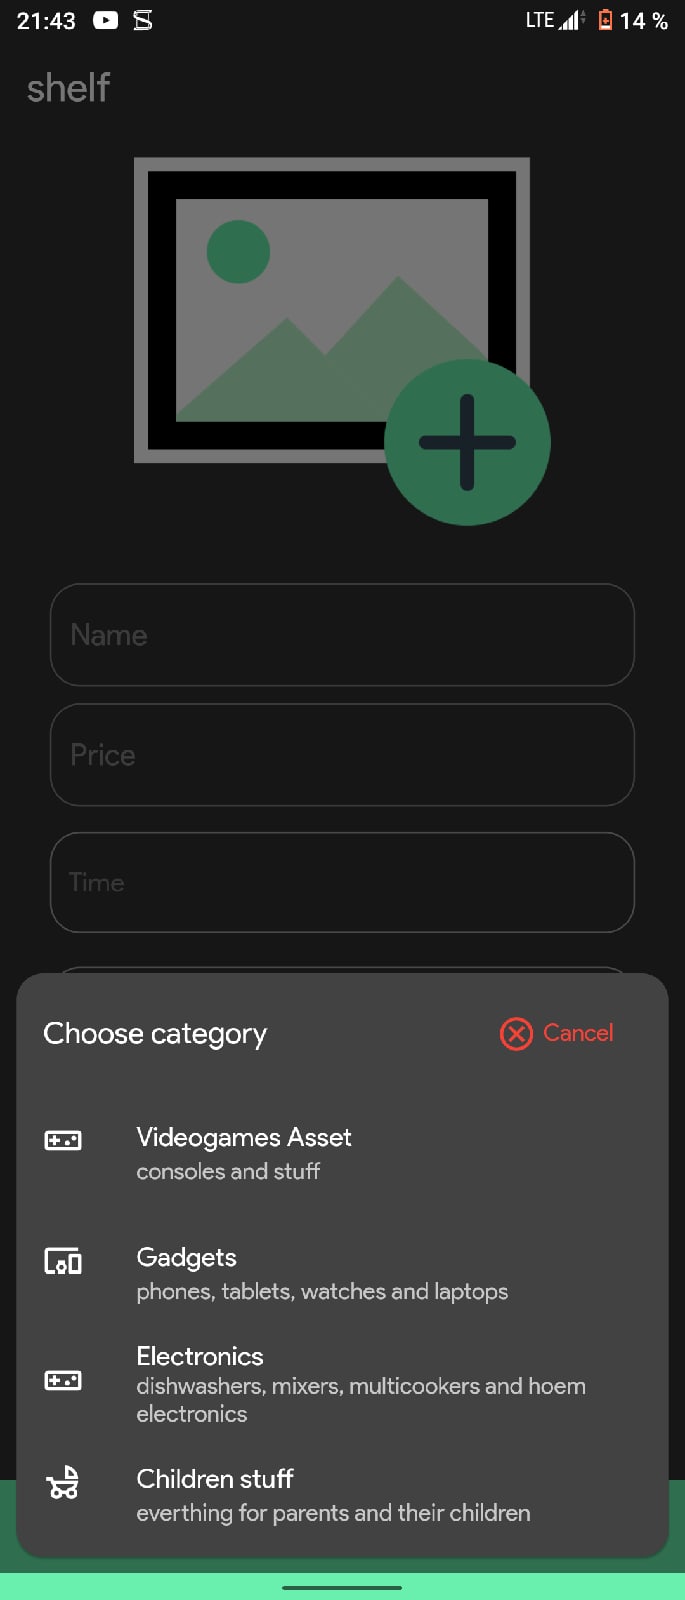 21:43 LTE 14 %
shelf
Name
Price
Time
Choose category Cancel
Videogames Asset
consoles and stuff
Gadgets
phones, tablets, watches and laptops
Electronics
dishwashers, mixers, multicookers and hoem
electronics
Children stuff
everthing for parents and their children